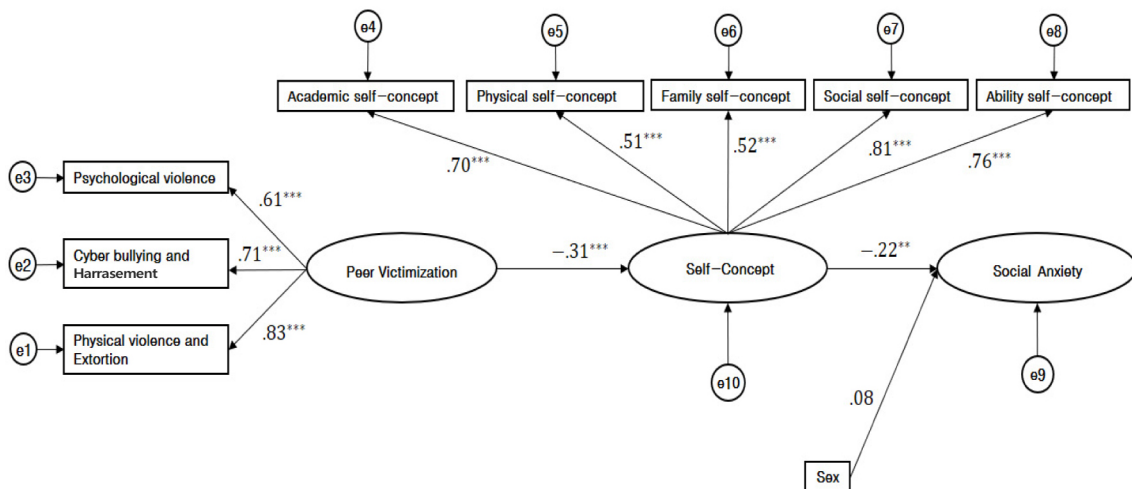 e4
e5
e6
e7
e8
Academic self-concept
Physical self-concept
Family self-concept
Social self-concept
Ability self-concept
.70***
.51***
.52***
.81***
.76***
e3
Psychological violence
.61***
e2
Cyber bullying and
Harrasement
.71***
e1
Physical violence and
Extortion
.83***
Peer Victimization
-.31***
Self-Concept
-.22**
Social Anxiety
e10
e9
.08
Sex